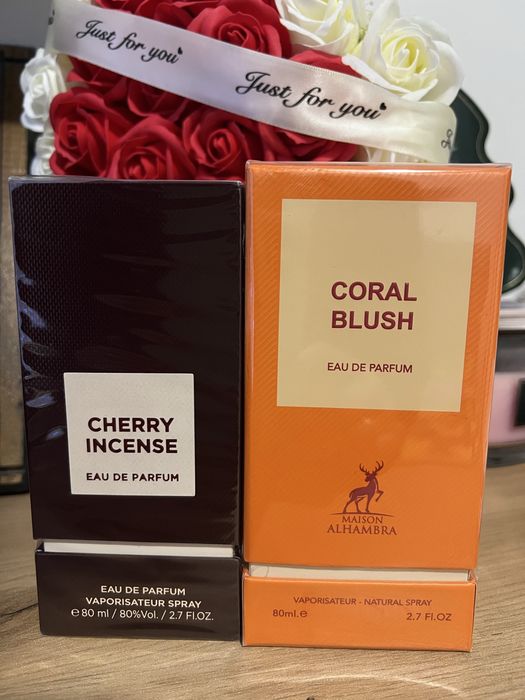 Just for you
Just for you
CHERRY
INCENSE
EAU DE PARFUM
EAU DE PARFUM
VAPORISATEUR SPRAY
℮ 80 ml / 80%Vol. / 2.7 Fl.OZ.
CORAL
BLUSH
EAU DE PARFUM
MAISON
ALHAMBRA
VAPORISATEUR - NATURAL SPRAY
80ml.℮ 2.7 Fl.OZ